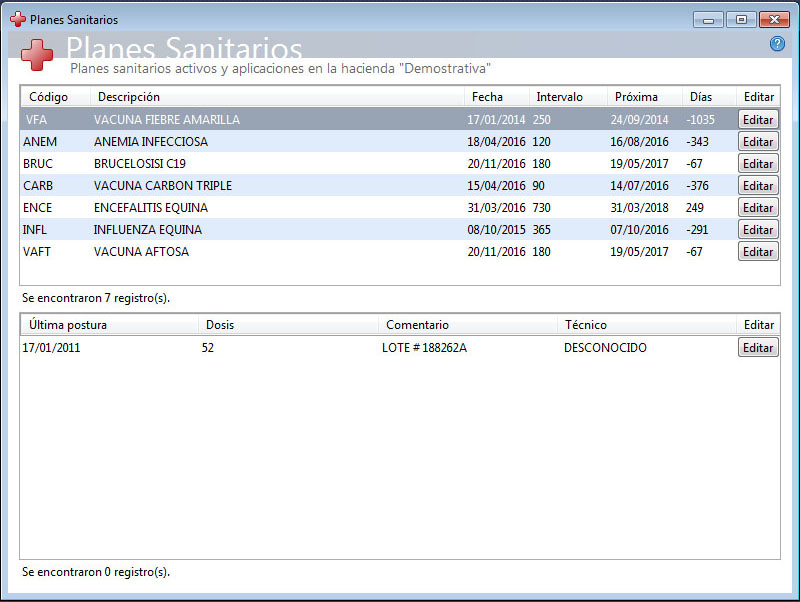 Planes Sanitarios
Planes Sanitarios
Planes sanitarios activos y aplicaciones en la hacienda "Demostrativa"
Código Descripción Fecha Intervalo Próxima Días Editar
VFA VACUNA FIEBRE AMARILLA 17/01/2014 250 24/09/2014 -1035 Editar
ANEM ANEMIA INFECCIOSA 18/04/2016 120 16/08/2016 -343 Editar
BRUC BRUCELOSISI C19 20/11/2016 180 19/05/2017 -67 Editar
CARB VACUNA CARBON TRIPLE 15/04/2016 90 14/07/2016 -376 Editar
ENCE ENCEFALITIS EQUINA 31/03/2016 730 31/03/2018 249 Editar
INFL INFLUENZA EQUINA 08/10/2015 365 07/10/2016 -291 Editar
VAFT VACUNA AFTOSA 20/11/2016 180 19/05/2017 -67 Editar
Se encontraron 7 registro(s).
Última postura Dosis Comentario Técnico Editar
17/01/2011 52 LOTE # 188262A DESCONOCIDO Editar
Se encontraron 0 registro(s).